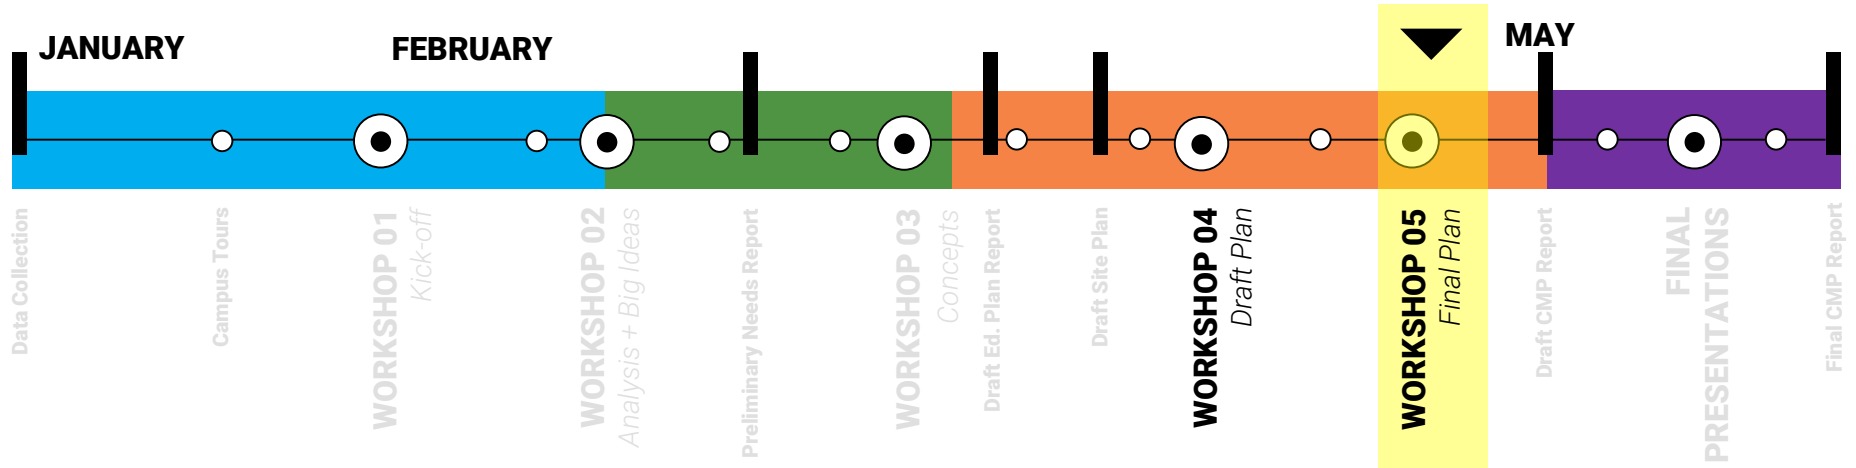 JANUARY
FEBRUARY
MAY
Data Collection
Campus Tours
WORKSHOP 01
Kick-off
WORKSHOP 02
Analysis + Big Ideas
Preliminary Needs Report
WORKSHOP 03
Concepts
Draft Ed. Plan Report
Draft Site Plan
WORKSHOP 04
Draft Plan
WORKSHOP 05
Final Plan
Draft CMP Report
FINAL
PRESENTATIONS
Final CMP Report